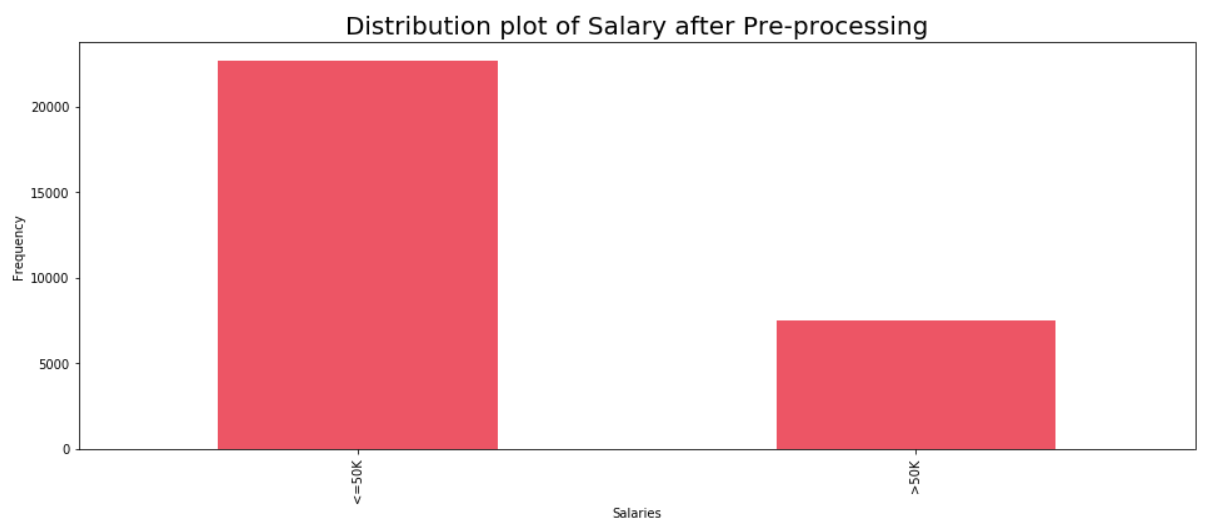 Distribution plot of Salary after Pre-processing
Frequency
20000
15000
10000
5000
0
<=50K
>50K
Salaries